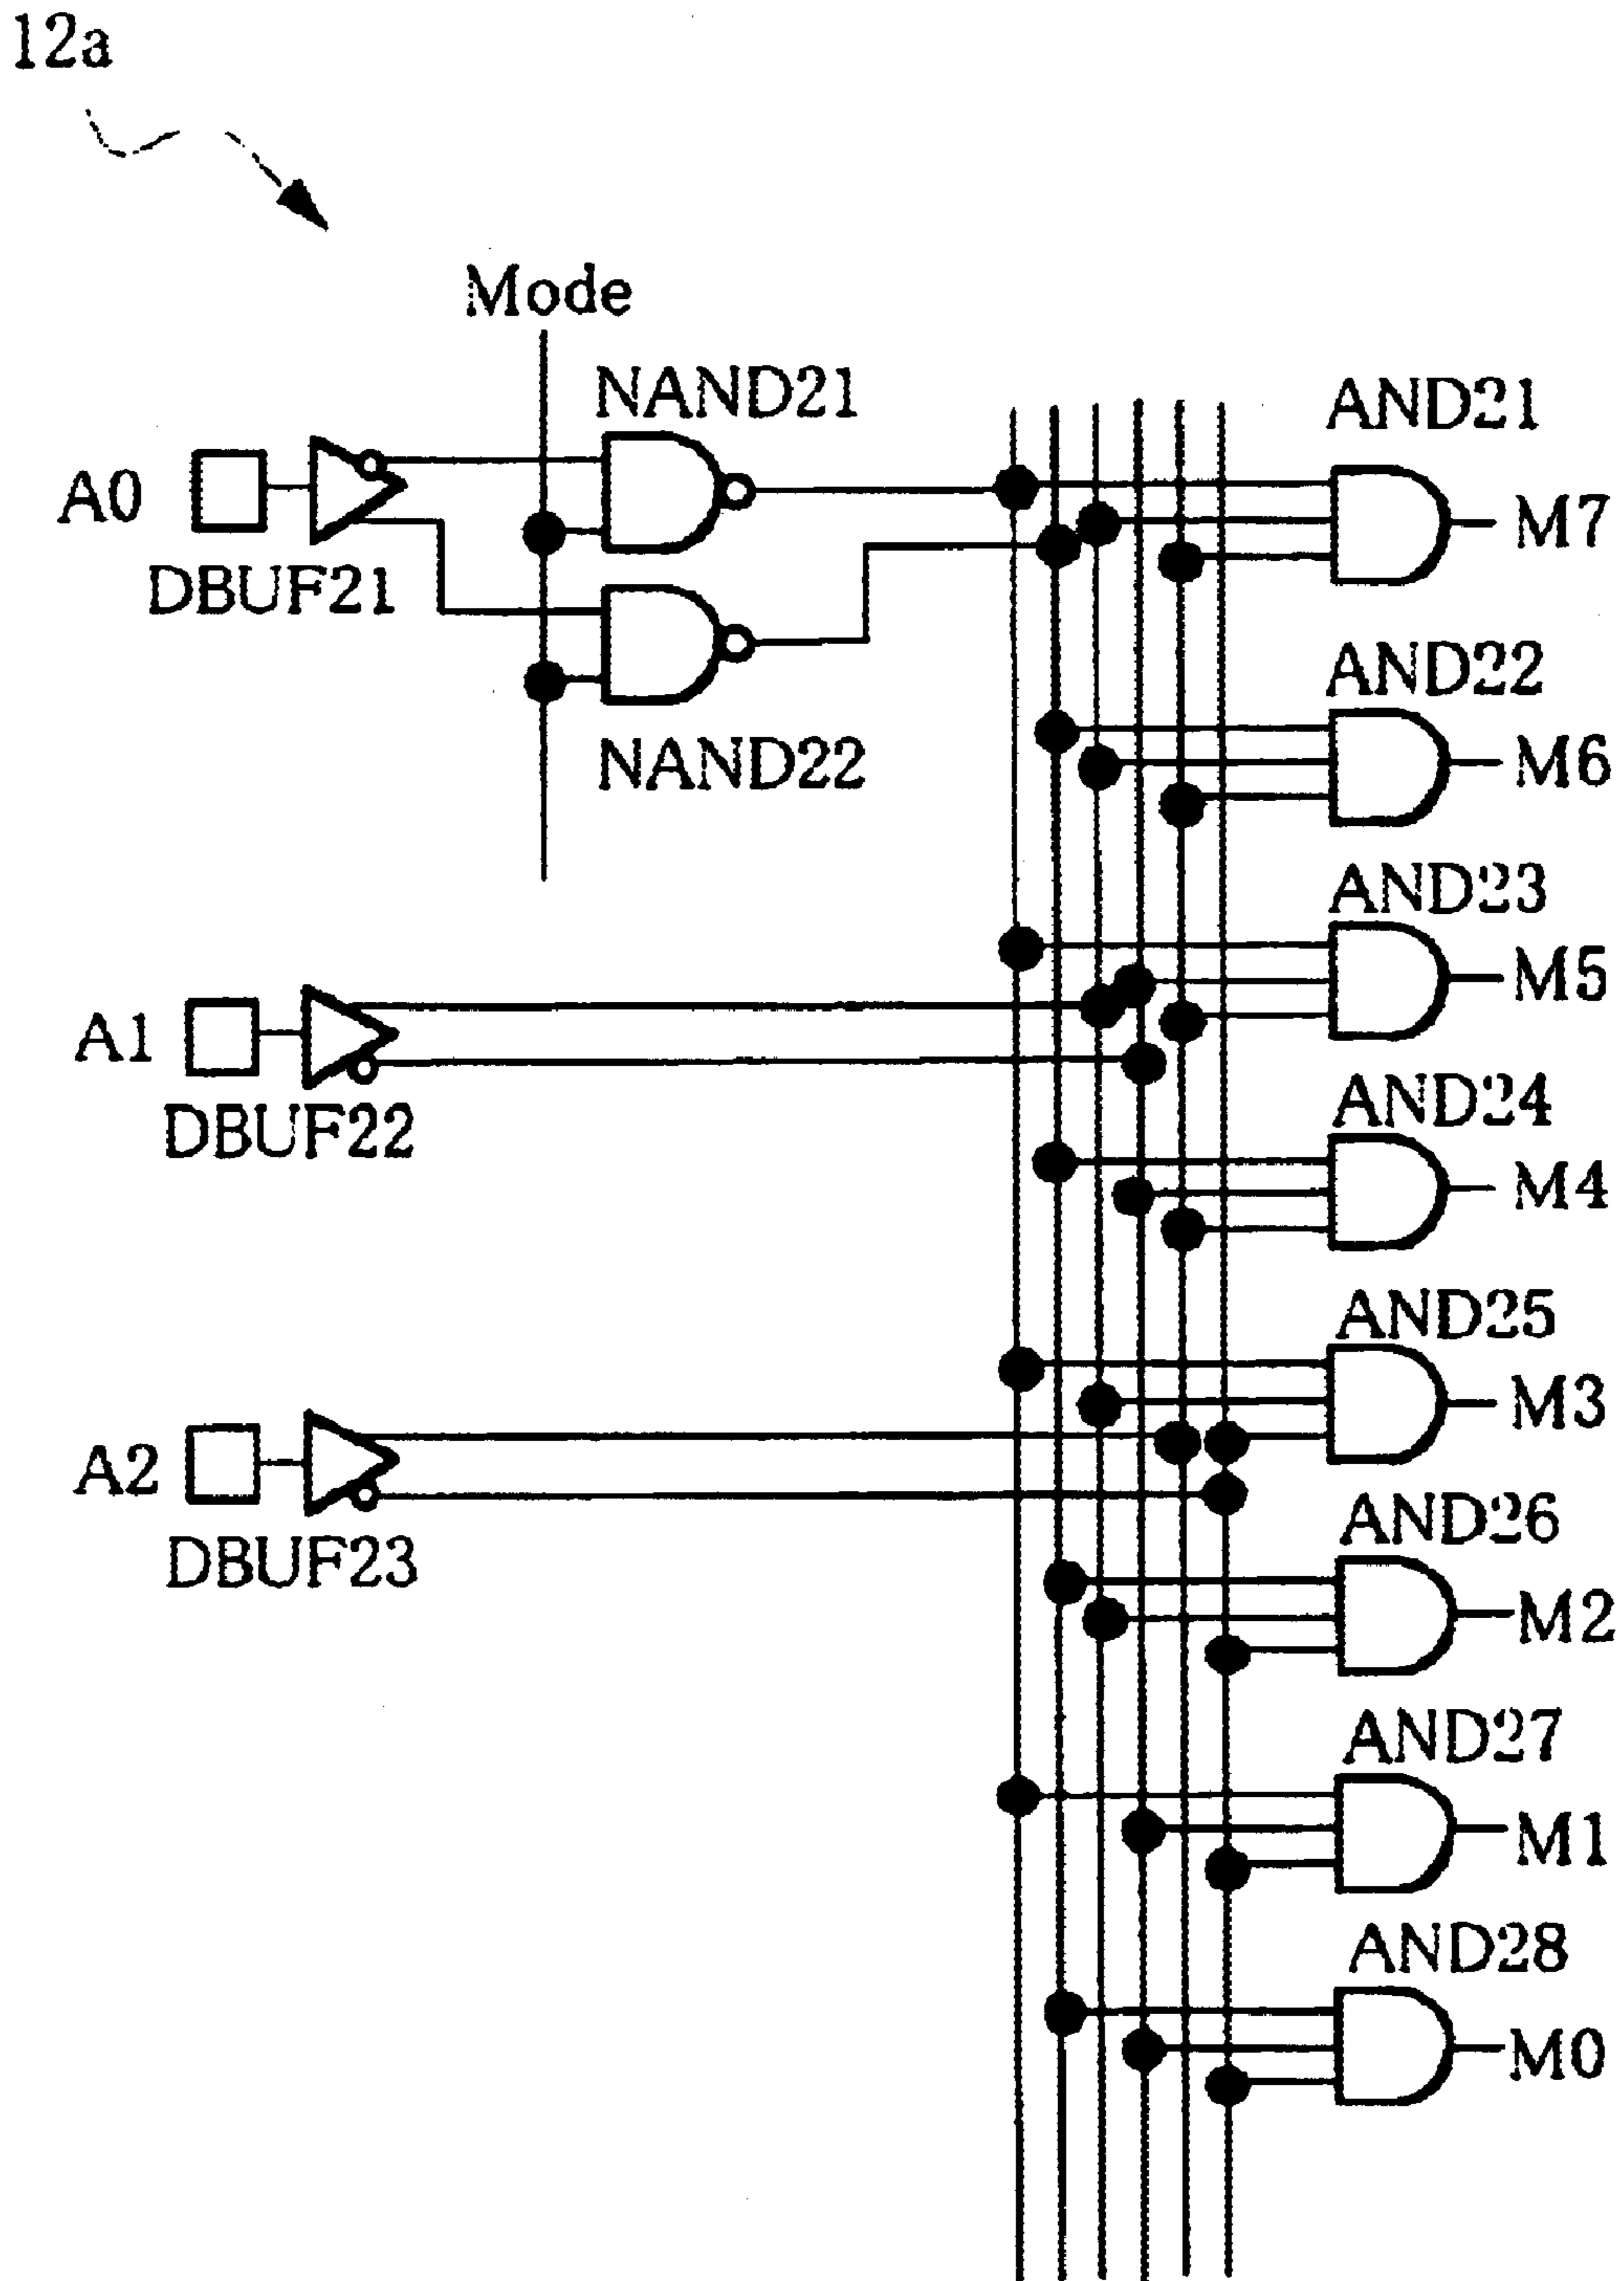 12a
Mode
NAND21
AND21
A0
M7
DBUF21
AND22
M6
NAND22
AND23
M5
A1
DBUF22
AND24
M4
AND25
M3
A2
DBUF23
AND26
M2
AND27
M1
AND28
M0